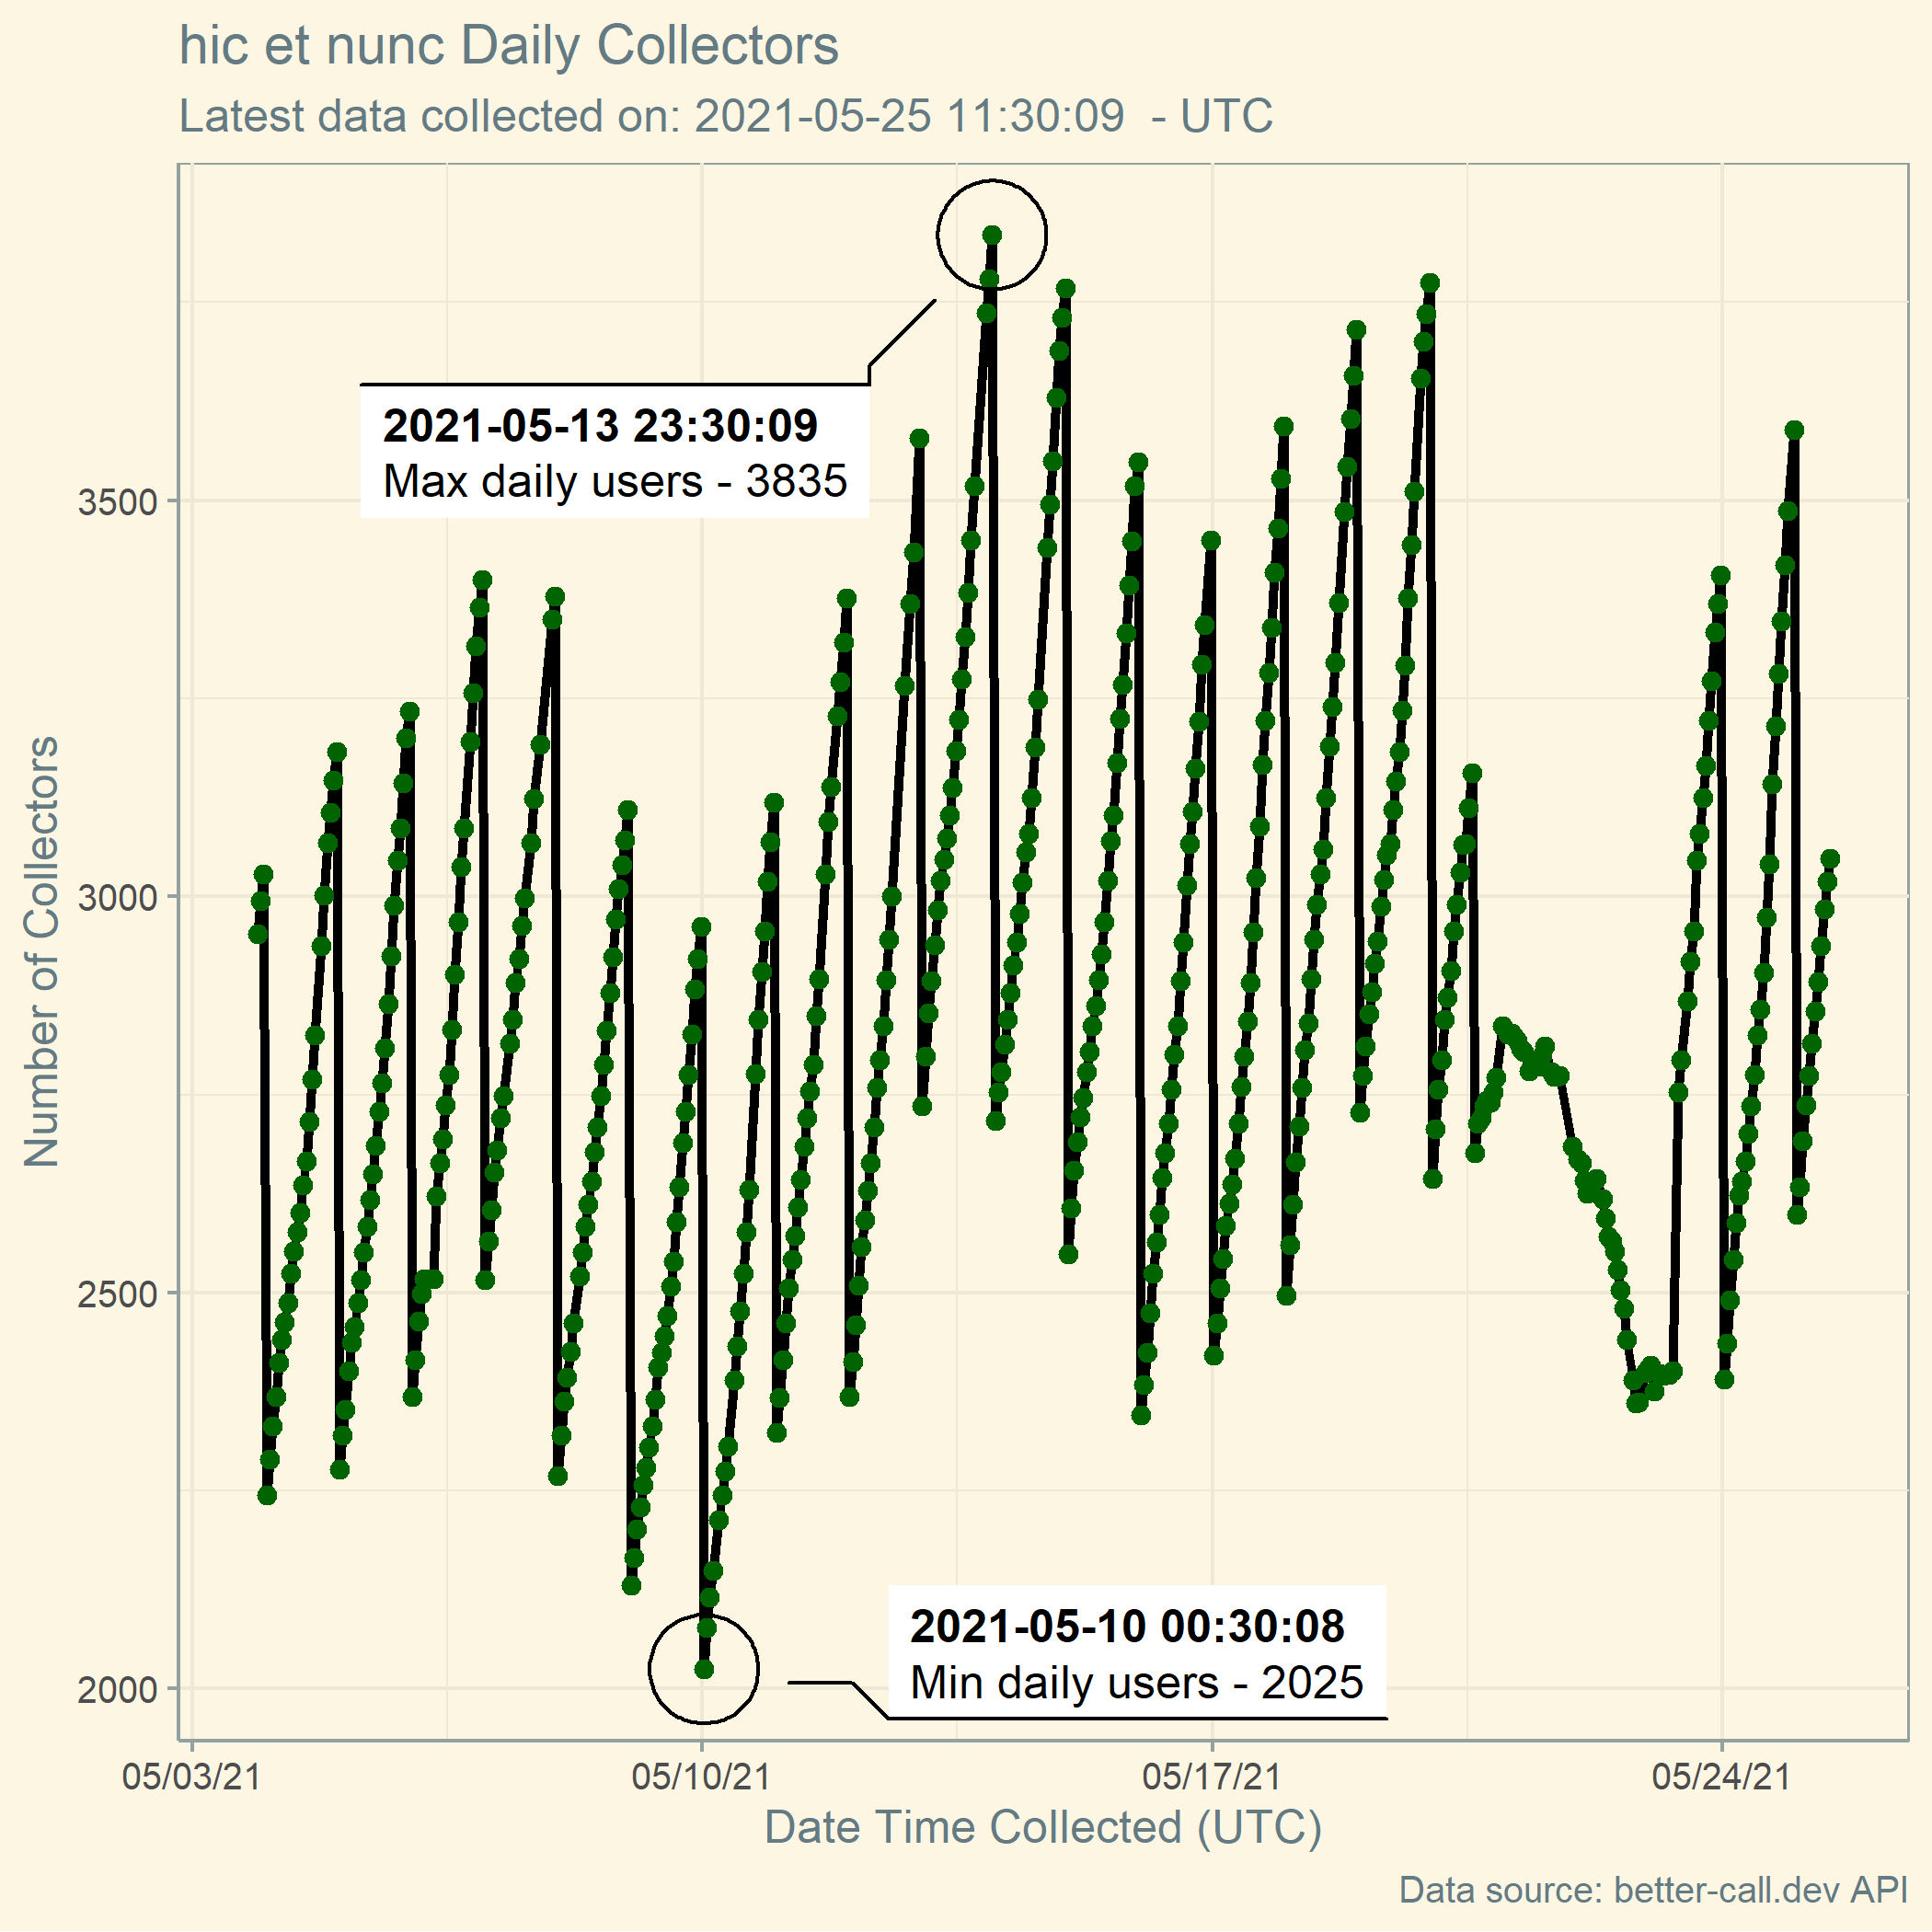 hic et nunc Daily Collectors
Latest data collected on: 2021-05-25 11:30:09  - UTC
2021-05-13 23:30:09
Max daily users - 3835
3500
3000
2500
2000
Number of Collectors
2021-05-10 00:30:08
Min daily users - 2025
05/03/21 05/10/21 05/17/21 05/24/21
Date Time Collected (UTC)
Data source: better-call.dev API